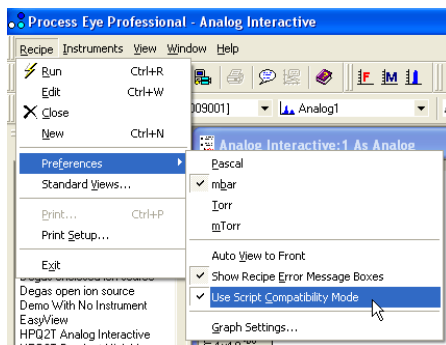 Process Eye Professional - Analog Interactive
Recipe Instruments View Window Help
Run Ctrl+R
Edit Ctrl+W
Close
New Ctrl+N
Preferences
Standard Views...
Print... Ctrl+P
Print Setup...
Exit
F M L
009001] Analog1
Analog Interactive:1 As Analog
Pascal
mbar
Torr
mTorr
Auto View to Front
Show Recipe Error Message Boxes
Use Script Compatibility Mode
Graph Settings...
Degas open ion source
Demo With No Instrument
EasyView
HPQ2T Analog Interactive